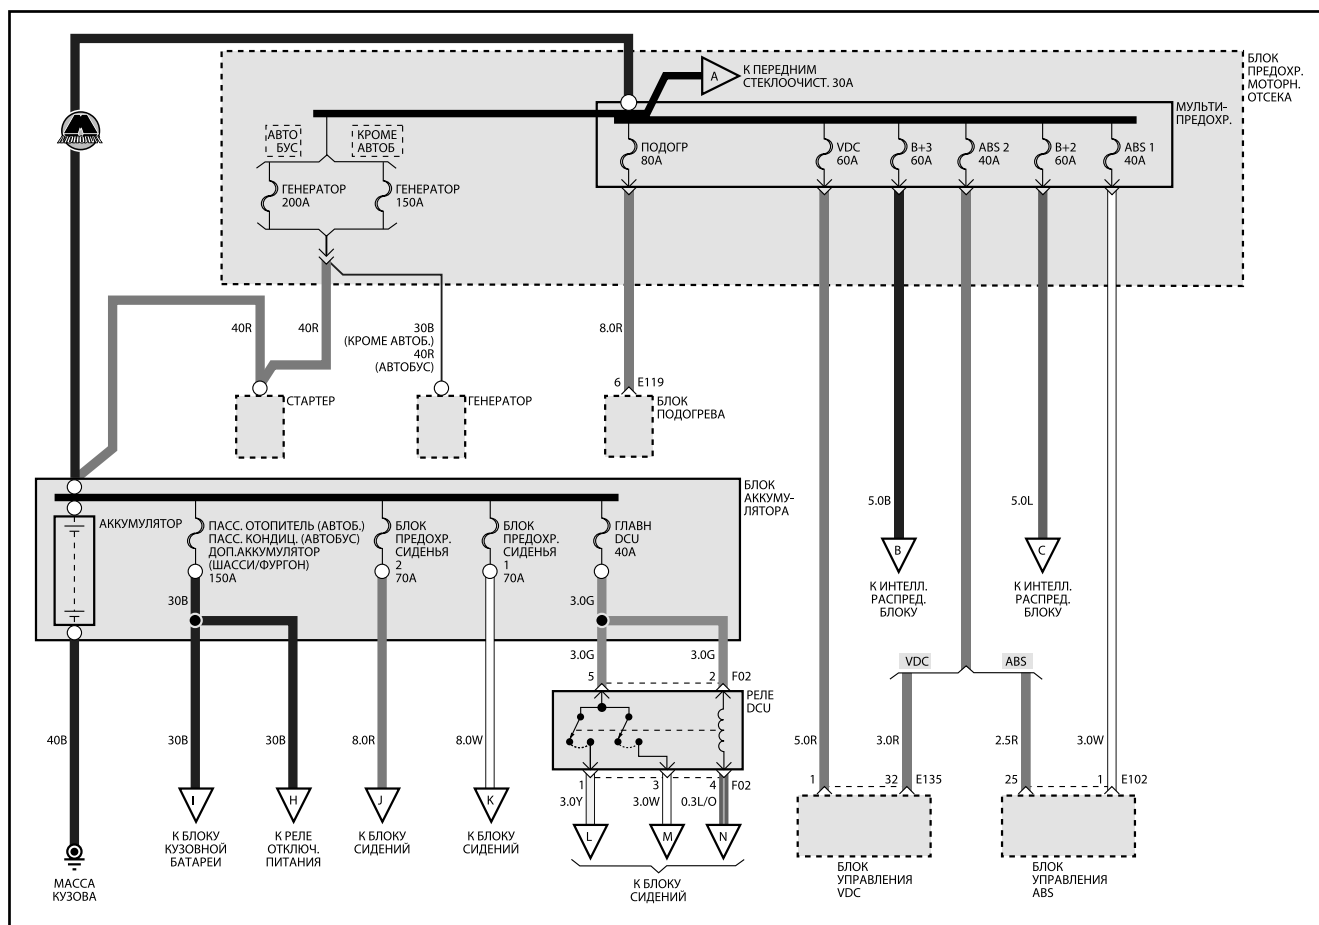 К ПЕРЕДНИМ
СТЕКЛООЧИСТ. 30А
A
БЛОК
ПРЕДОХР.
МОТОРН.
ОТСЕКА
МУЛЬТИ-
ПРЕДОХР.
АВТО
БУС
КРОМЕ
АВТОБ
ГЕНЕРАТОР
200А
ГЕНЕРАТОР
150А
ПОДОГР
80А
VDC
60A
B+3
60A
ABS 2
40A
B+2
60A
ABS 1
40A
40R
40R
30B
(КРОМЕ АВТОБ.)
40R
(АВТОБУС)
8.0R
6
E119
СТАРТЕР
ГЕНЕРАТОР
БЛОК
ПОДОГРЕВА
БЛОК
АККУМУ-
ЛЯТОРА
АККУМУЛЯТОР
ПАСС. ОТОПИТЕЛЬ (АВТОБ.)
ПАСС. КОНДИЦ. (АВТОБУС)
ДОП.АККУМУЛЯТОР
(ШАССИ/ФУРГОН)
150А
БЛОК
ПРЕДОХР.
СИДЕНЬЯ
2
70А
БЛОК
ПРЕДОХР.
СИДЕНЬЯ
1
70А
ГЛАВН
DCU
40A
5.0B
5.0L
B
C
К ИНТЕЛЛ.
РАСПРЕД.
БЛОКУ
К ИНТЕЛЛ.
РАСПРЕД.
БЛОКУ
30B
3.0G
3.0G
3.0G
5
2
F02
РЕЛЕ
DCU
VDC
ABS
40B
30B
30B
8.0R
8.0W
5.0R
3.0R
2.5R
3.0W
1
3
4
F02
3.0Y
3.0W
0.3L/O
1
32
E135
25
1
E102
I
H
J
K
L
M
N
К БЛОКУ
КУЗОВНОЙ
БАТАРЕИ
К РЕЛЕ
ОТКЛЮЧ.
ПИТАНИЯ
К БЛОКУ
СИДЕНИЙ
К БЛОКУ
СИДЕНИЙ
К БЛОКУ
СИДЕНИЙ
МАССА
КУЗОВА
БЛОК
УПРАВЛЕНИЯ
VDC
БЛОК
УПРАВЛЕНИЯ
ABS